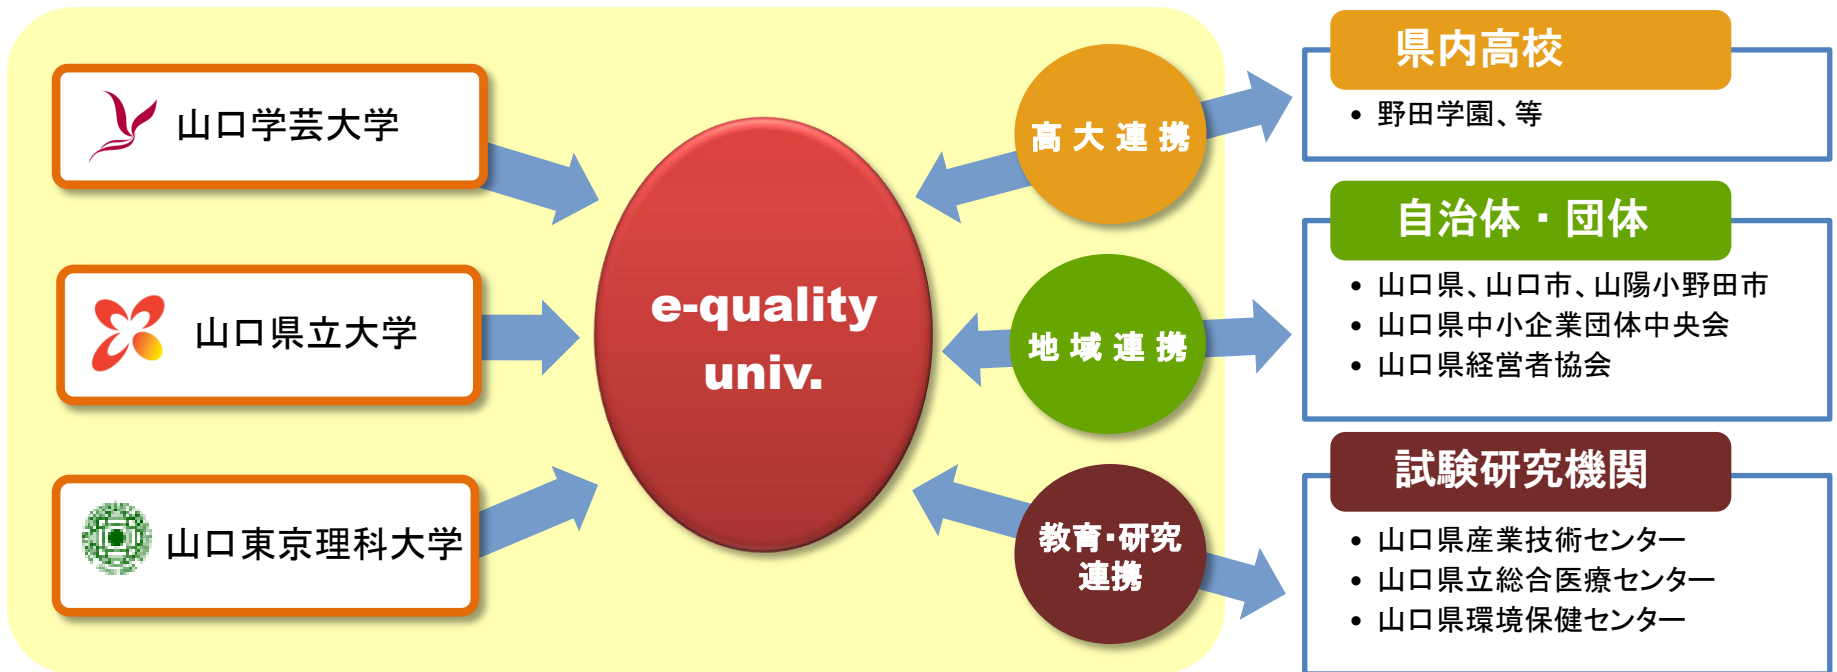 山口学芸大学
山口県立大学
山口東京理科大学
e-quality
univ.
高大連携
地域連携
教育・研究
連携
県内高校
• 野田学園、等
自治体・団体
• 山口県、山口市、山陽小野田市
• 山口県中小企業団体中央会
• 山口県経営者協会
試験研究機関
• 山口県産業技術センター
• 山口県立総合医療センター
• 山口県環境保健センター